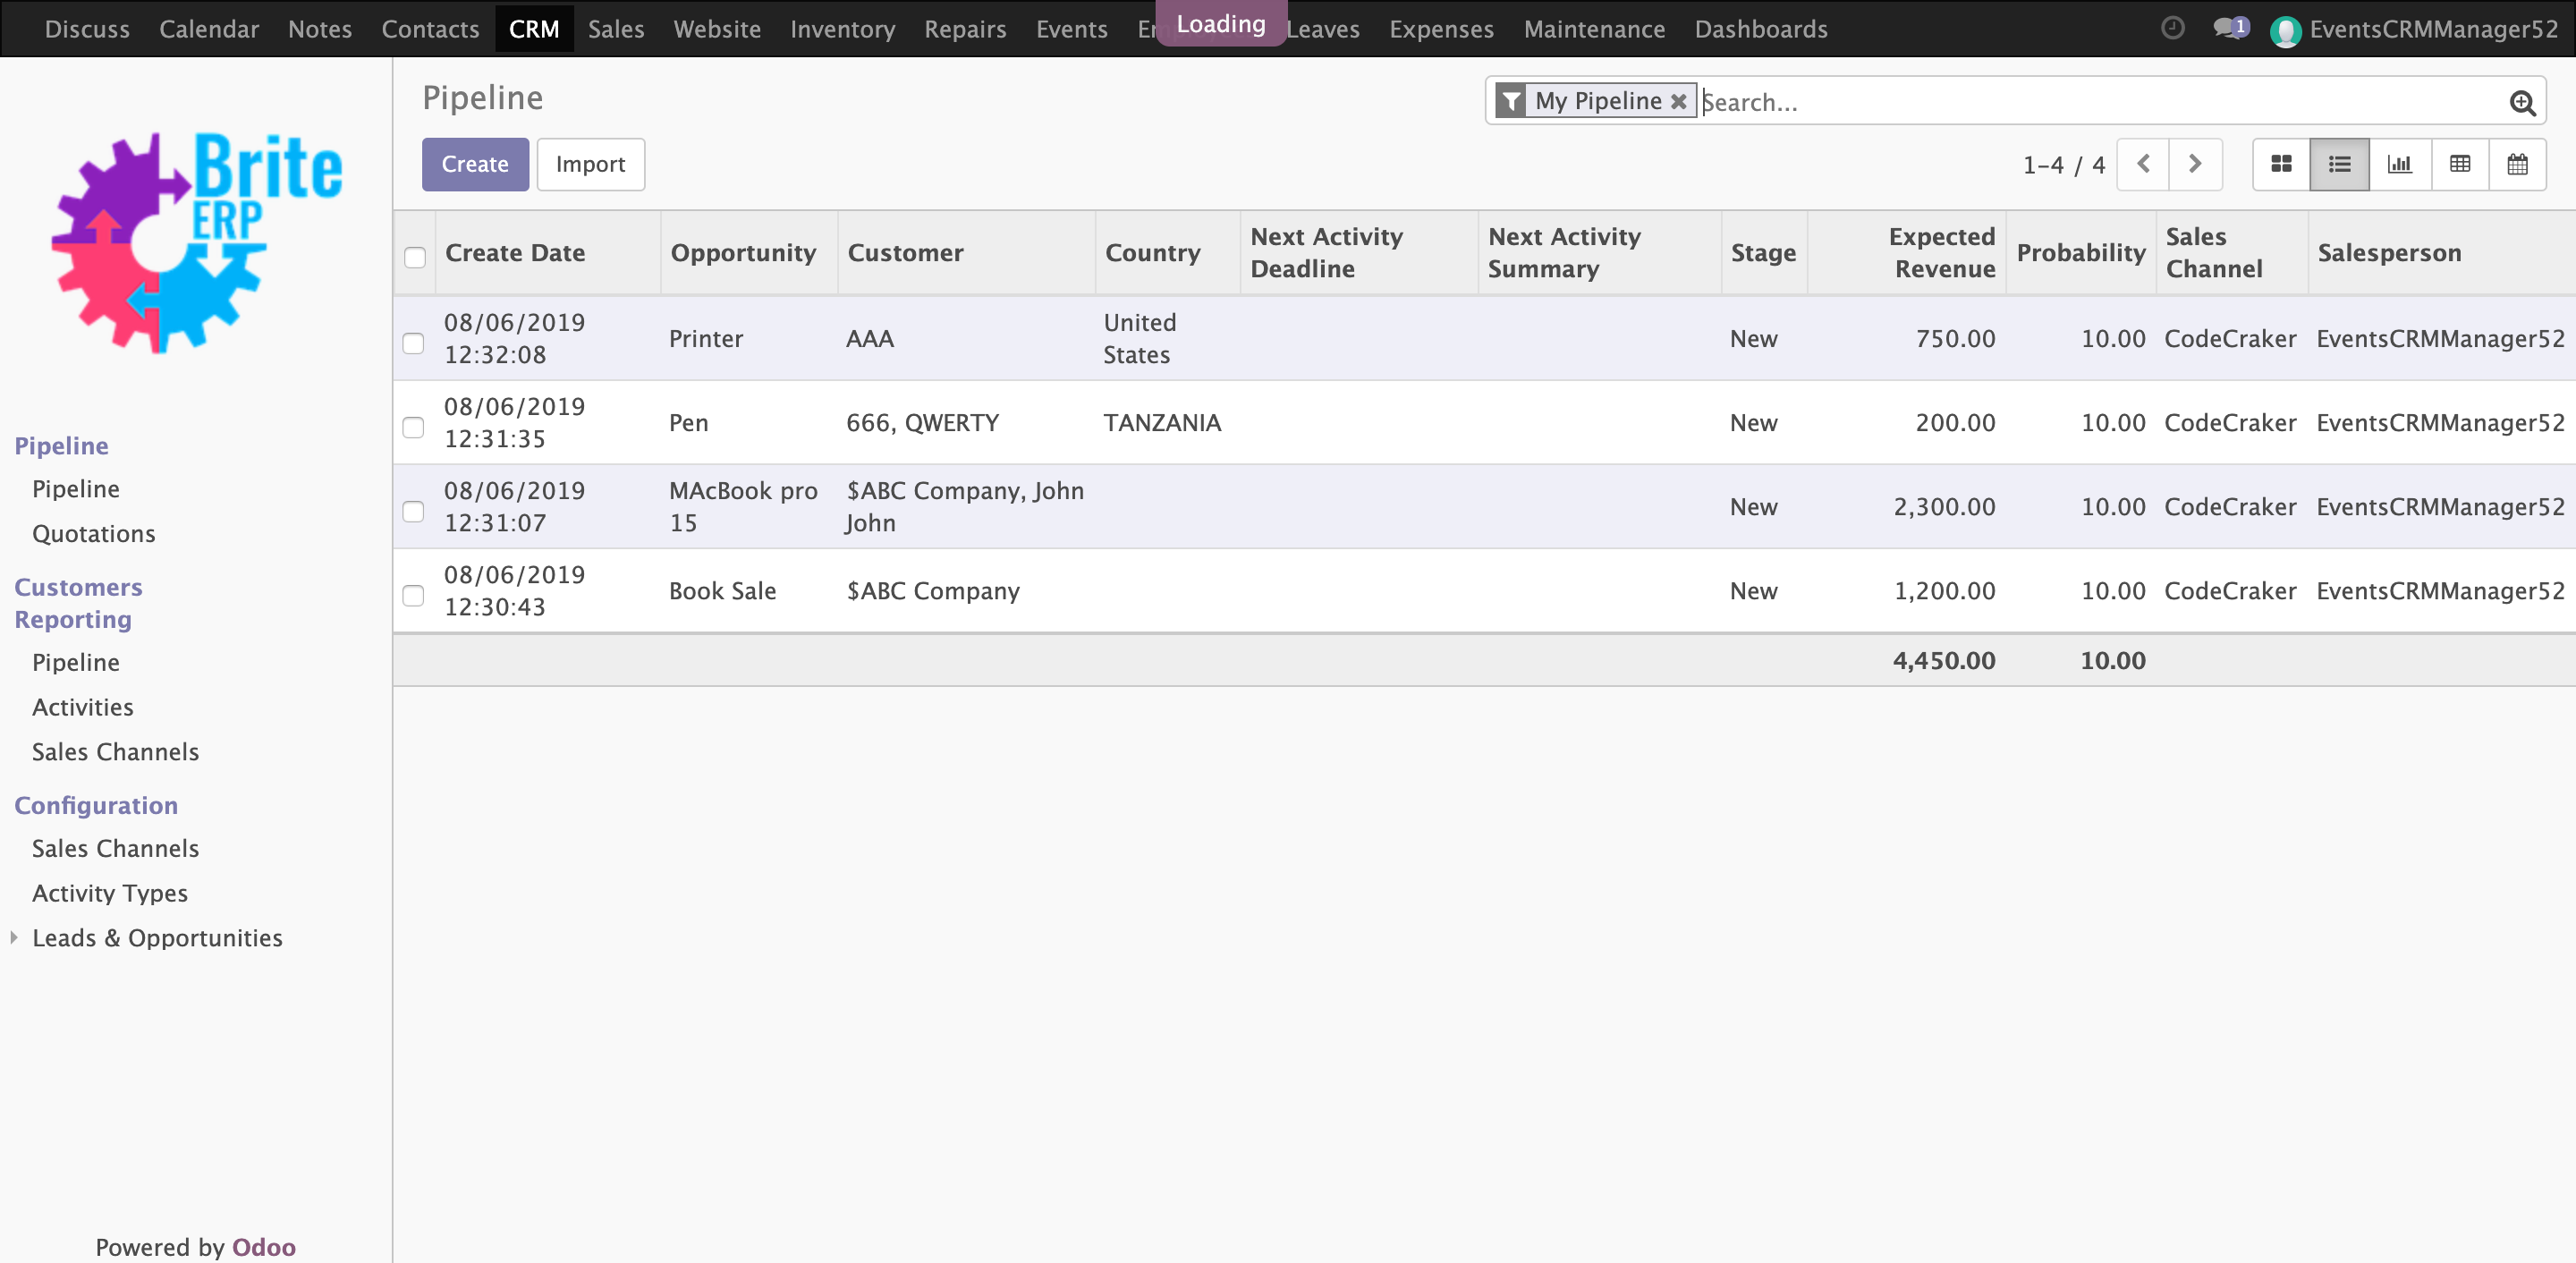 Discuss Calendar Notes Contacts CRM Sales Website Inventory Repairs Events Loading Leaves Expenses Maintenance Dashboards 1 EventsCRMManager52
Brite
ERP
Pipeline
My Pipeline Search...
Create Import
1-4 / 4
Create Date Opportunity Customer Country Next Activity Deadline Next Activity Summary Stage Expected Revenue Probability Sales Channel Salesperson
08/06/2019 12:32:08 Printer AAA United States New 750.00 10.00 CodeCraker EventsCRMManager52
08/06/2019 12:31:35 Pen 666, QWERTY TANZANIA New 200.00 10.00 CodeCraker EventsCRMManager52
08/06/2019 12:31:07 MAcBook pro 15 $ABC Company, John John New 2,300.00 10.00 CodeCraker EventsCRMManager52
08/06/2019 12:30:43 Book Sale $ABC Company New 1,200.00 10.00 CodeCraker EventsCRMManager52
4,450.00 10.00
Pipeline
Pipeline
Quotations
Customers
Reporting
Pipeline
Activities
Sales Channels
Configuration
Sales Channels
Activity Types
Leads & Opportunities
Powered by Odoo